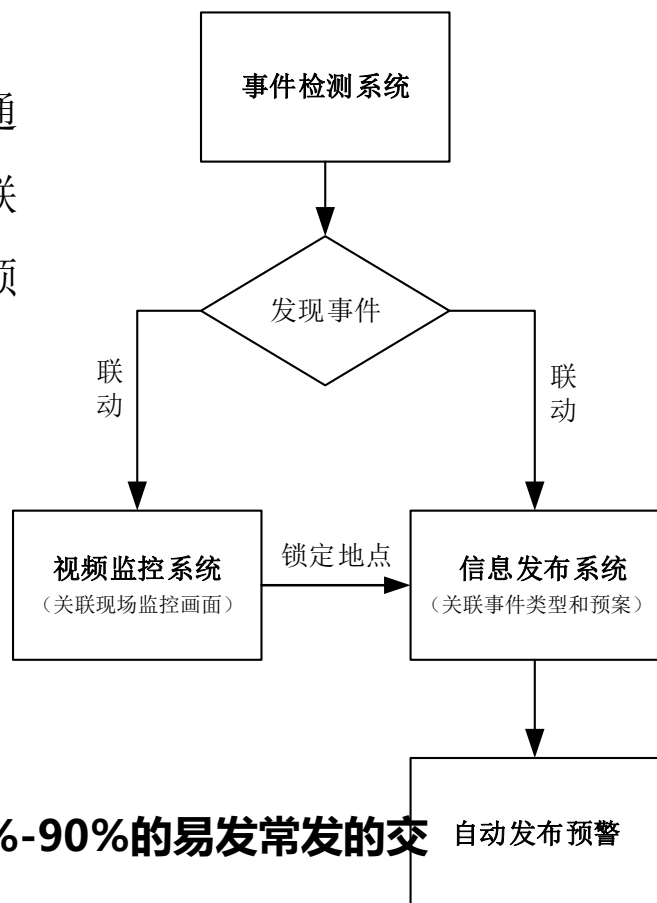 事件检测系统
通
联
发现事件
联动
联动
视频监控系统
(关联现场监控画面)
锁定地点
信息发布系统
(关联事件类型和预案)
%-90%的易发常发的交
自动发布预警